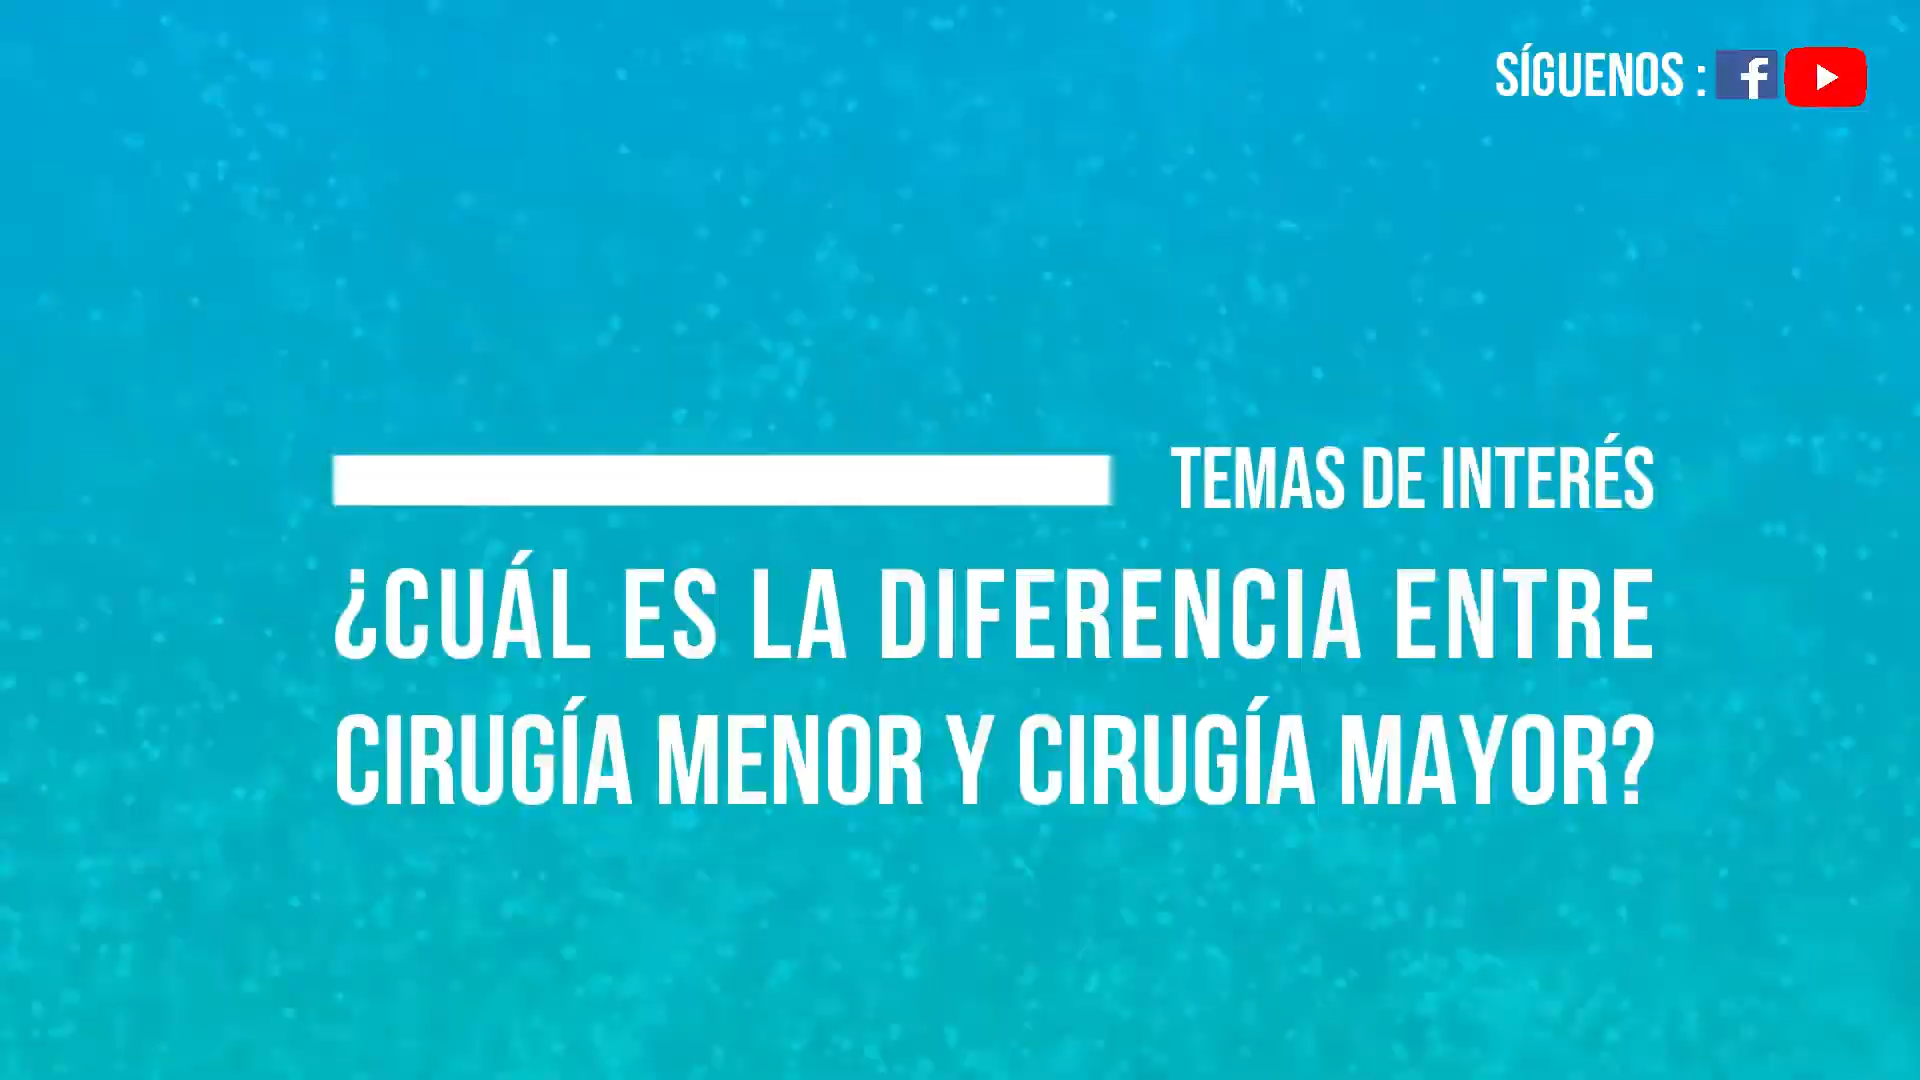 SÍGUENOS :
TEMAS DE INTERÉS
¿CUÁL ES LA DIFERENCIA ENTRE
CIRUGÍA MENOR Y CIRUGÍA MAYOR?